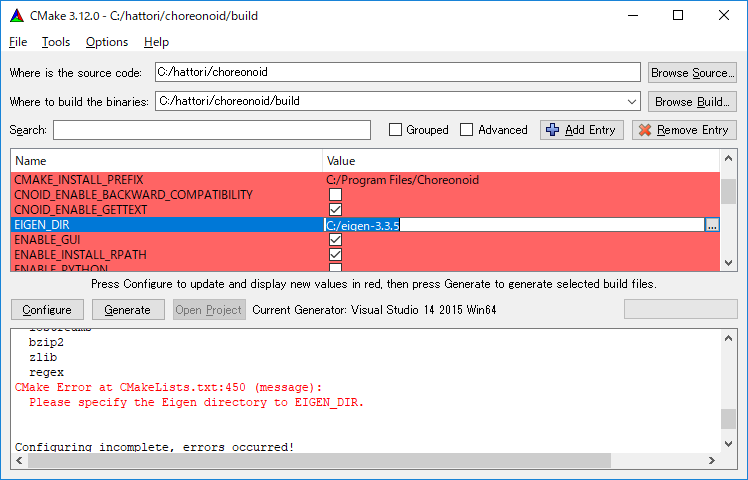 CMake 3.12.0 - C:/hattori/choreonoid/build
File Tools Options Help
Where is the source code: C:/hattori/choreonoid Browse Source...
Where to build the binaries: C:/hattori/choreonoid/build Browse Build...
Search: Grouped Advanced Add Entry Remove Entry
Name Value
CMAKE_INSTALL_PREFIX C:/Program Files/Choreonoid
CNOID_ENABLE_BACKWARD_COMPATIBILITY
CNOID_ENABLE_GETTEXT
EIGEN_DIR C:/eigen-3.3.5 ...
ENABLE_GUI
ENABLE_INSTALL_RPATH
ENABLE_PYTHON
Press Configure to update and display new values in red, then press Generate to generate selected build files.
Configure Generate Open Project Current Generator: Visual Studio 14 2015 Win64
iostreams
bzip2
zlib
regex
CMake Error at CMakeLists.txt:450 (message):
Please specify the Eigen directory to EIGEN_DIR.
Configuring incomplete, errors occurred!